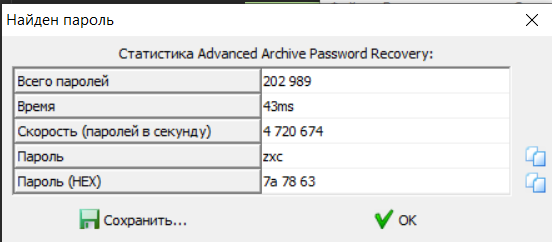 Найден пароль
Статистика Advanced Archive Password Recovery:
Всего паролей 202 989
Время 43ms
Скорость (паролей в секунду) 4 720 674
Пароль zxc
Пароль (HEX) 7a 78 63
Сохранить... OK